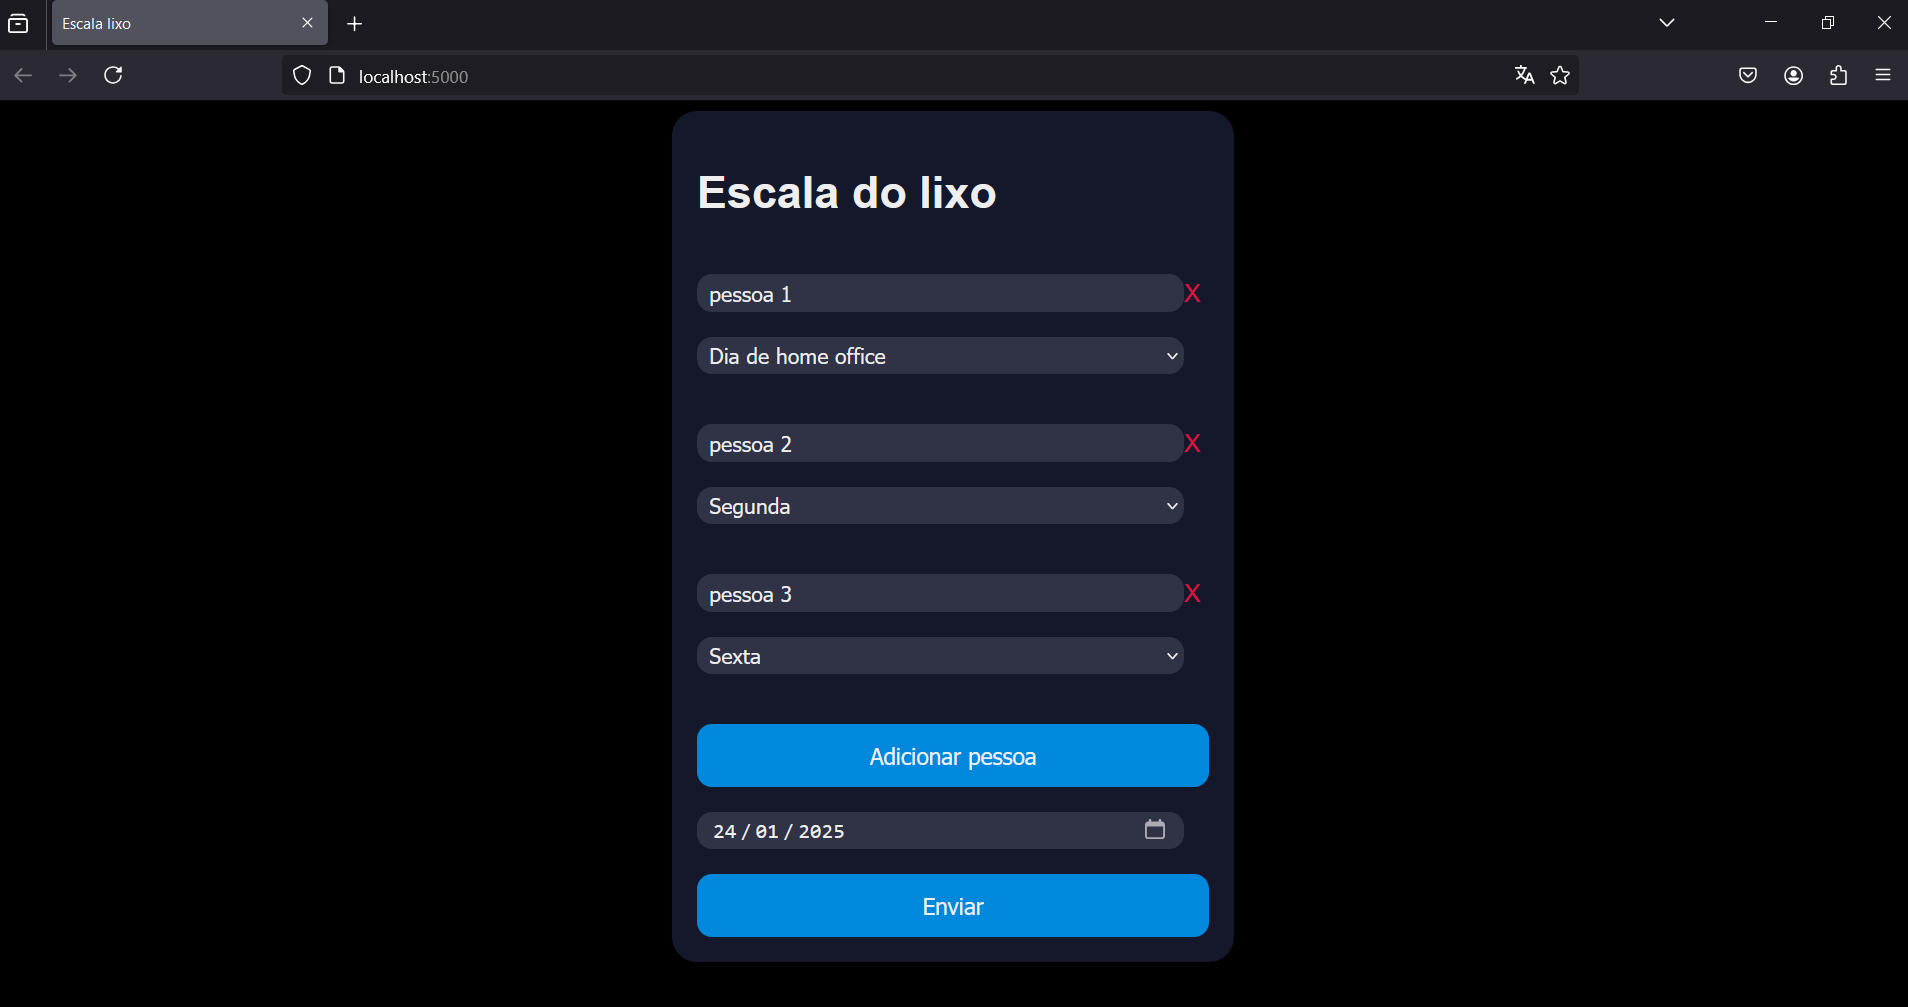 Escala lixo
localhost:5000
Escala do lixo
pessoa 1
X
Dia de home office
pessoa 2
X
Segunda
pessoa 3
X
Sexta
Adicionar pessoa
24 / 01 / 2025
Enviar